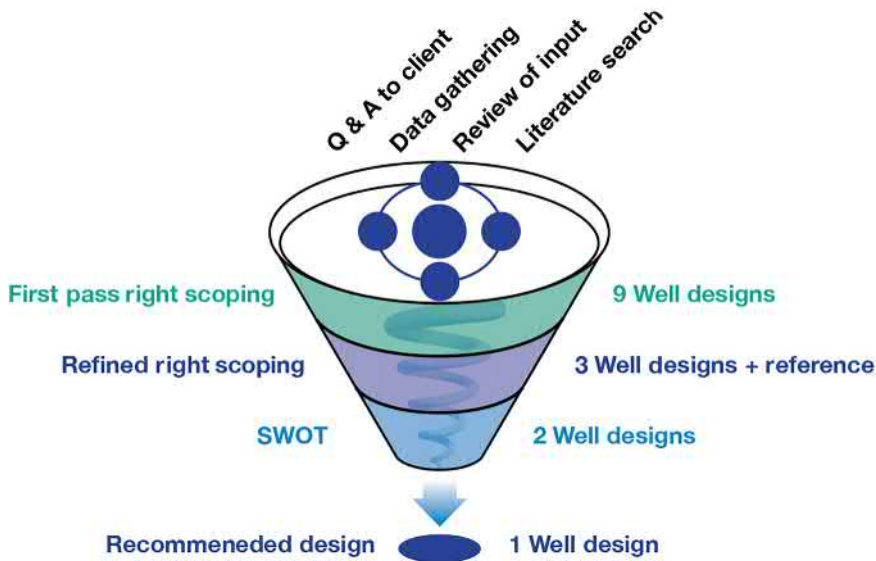 Q & A to client
Data gathering
Review of input
Literature search
First pass right scoping
9 Well designs
Refined right scoping
3 Well designs + reference
SWOT
2 Well designs
Recommeneded design
1 Well design